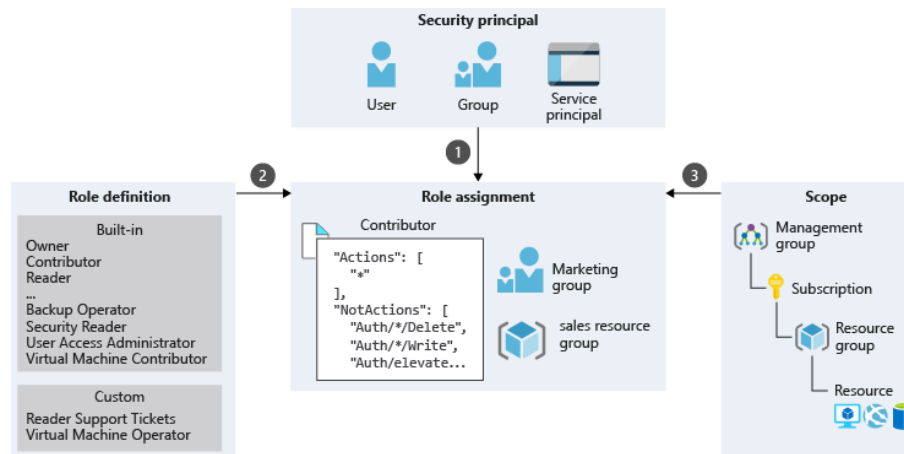 Security principal
User
Group
Service
principal
1
2
3
Role definition
Built-in
Owner
Contributor
Reader
...
Backup Operator
Security Reader
User Access Administrator
Virtual Machine Contributor
Custom
Reader Support Tickets
Virtual Machine Operator
Role assignment
Contributor
"Actions": [
"*"
],
"NotActions": [
"Auth/*/Delete",
"Auth/*/Write",
"Auth/elevate...
Marketing
group
sales resource
group
Scope
Management
group
Subscription
Resource
group
Resource